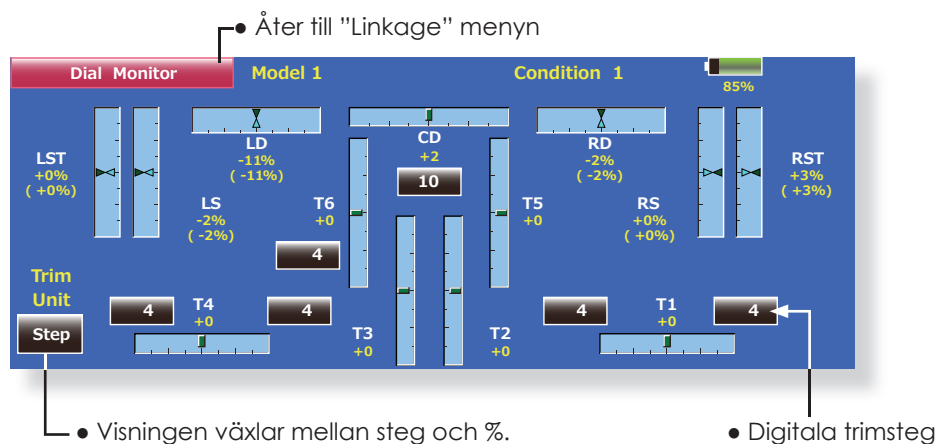 ● Åter till ”Linkage” menyn
Dial Monitor Model 1 Condition 1
85%
LST
+0%
( +0%)
LD
-11%
( -11%)
CD
+2
10
RD
-2%
( -2%)
RST
+3%
( +3%)
LS
-2%
( -2%)
T6
+0
4
T5
+0
RS
+0%
( +0%)
Trim
Unit
Step
4
T4
+0
4
T3
+0
T2
+0
4
T1
+0
4
● Visningen växlar mellan steg och %.
● Digitala trimsteg